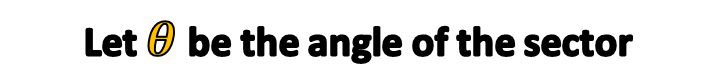 Let θ be the angle of the sector